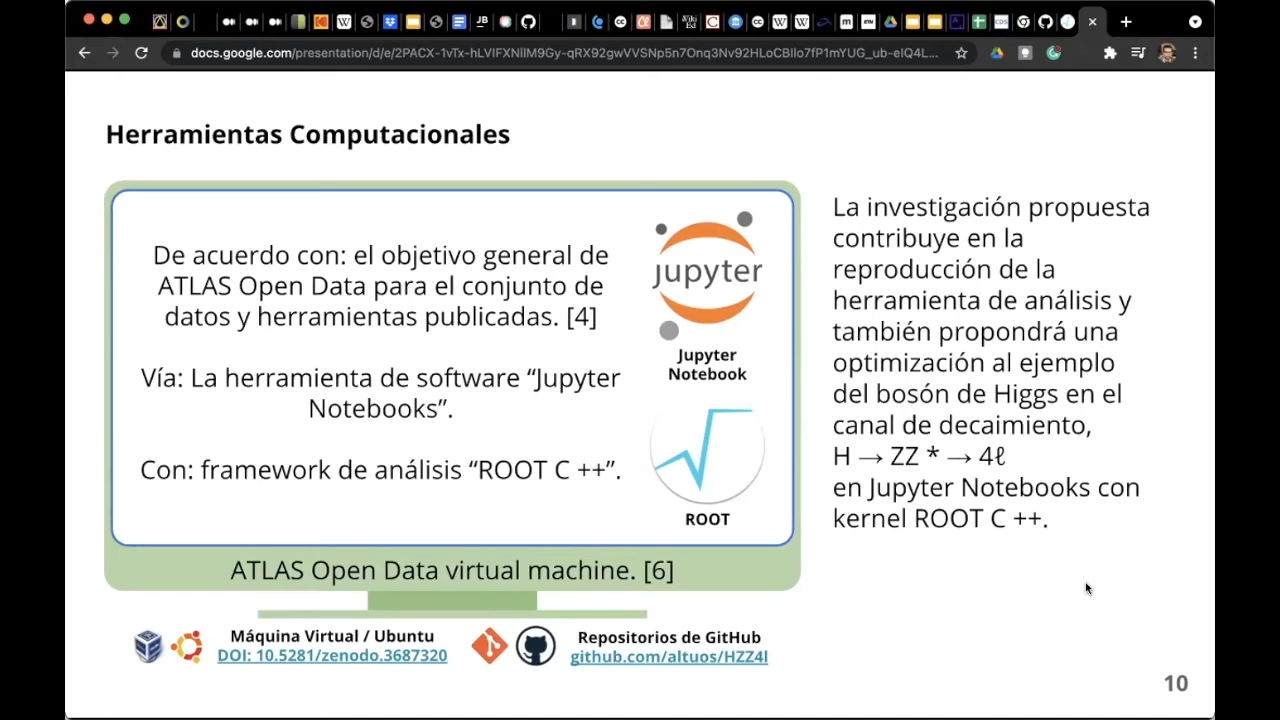 docs.google.com/presentation/d/e/2PACX-1vTx-hLVIFXNlIM9Gy-qRX92gwVVSNp5n7Onq3Nv92HLoCBIlo7fP1mYUG_ub-eIQ4L...
Herramientas Computacionales
De acuerdo con: el objetivo general de
ATLAS Open Data para el conjunto de
datos y herramientas publicadas. [4]
Vía: La herramienta de software “Jupyter
Notebooks”.
Con: framework de análisis “ROOT C ++”.
jupyter
Jupyter
Notebook
ROOT
ATLAS Open Data virtual machine. [6]
La investigación propuesta
contribuye en la
reproducción de la
herramienta de análisis y
también propondrá una
optimización al ejemplo
del bosón de Higgs en el
canal de decaimiento,
H → ZZ * → 4ℓ
en Jupyter Notebooks con
kernel ROOT C ++.
Máquina Virtual / Ubuntu
DOI: 10.5281/zenodo.3687320
Repositorios de GitHub
github.com/altuos/HZZ4l
10